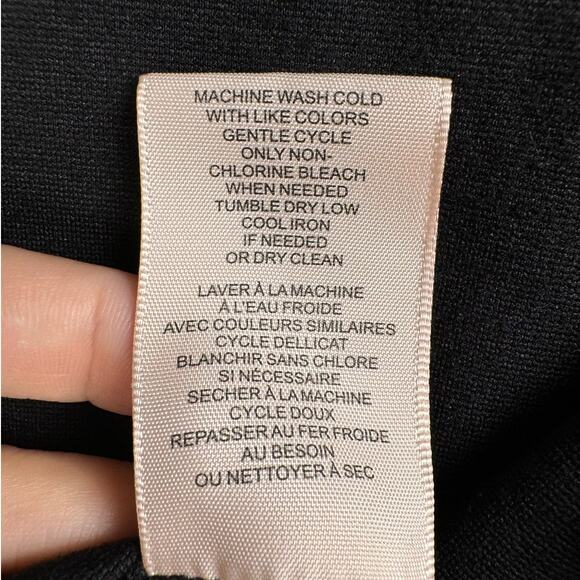 MACHINE WASH COLD
WITH LIKE COLORS
GENTLE CYCLE
ONLY NON-
CHLORINE BLEACH
WHEN NEEDED
TUMBLE DRY LOW
COOL IRON
IF NEEDED
OR DRY CLEAN
LAVER À LA MACHINE
À L'EAU FROIDE
AVEC COULEURS SIMILAIRES
CYCLE DELLICAT
BLANCHIR SANS CHLORE
SI NÉCESSAIRE
SECHER À LA MACHINE
CYCLE DOUX
REPASSER AU FER FROIDE
AU BESOIN
OU NETTOYER À SEC